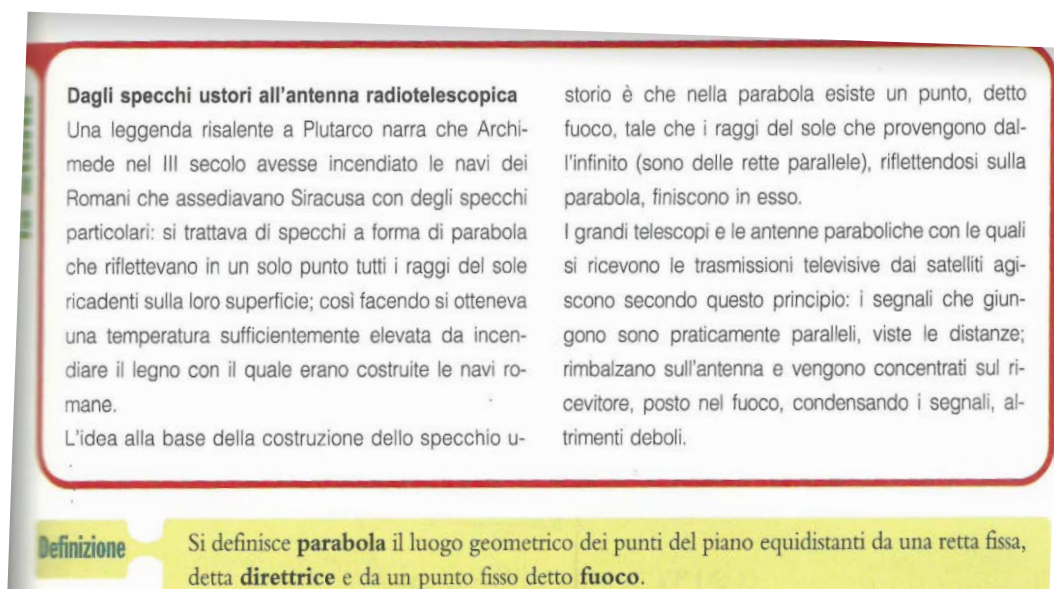 Dagli specchi ustori all'antenna radiotelescopica
Una leggenda risalente a Plutarco narra che Archi-
mede nel III secolo avesse incendiato le navi dei
Romani che assediavano Siracusa con degli specchi
particolari: si trattava di specchi a forma di parabola
che riflettevano in un solo punto tutti i raggi del sole
ricadenti sulla loro superficie; così facendo si otteneva
una temperatura sufficientemente elevata da incen-
diare il legno con il quale erano costruite le navi ro-
mane.
L'idea alla base della costruzione dello specchio u-
storio è che nella parabola esiste un punto, detto
fuoco, tale che i raggi del sole che provengono dal-
l'infinito (sono delle rette parallele), riflettendosi sulla
parabola, finiscono in esso.
I grandi telescopi e le antenne paraboliche con le quali
si ricevono le trasmissioni televisive dai satelliti agi-
scono secondo questo principio: i segnali che giun-
gono sono praticamente paralleli, viste le distanze;
rimbalzano sull'antenna e vengono concentrati sul ri-
cevitore, posto nel fuoco, condensando i segnali, al-
trimenti deboli.
Definizione
Si definisce parabola il luogo geometrico dei punti del piano equidistanti da una retta fissa,
detta direttrice e da un punto fisso detto fuoco.